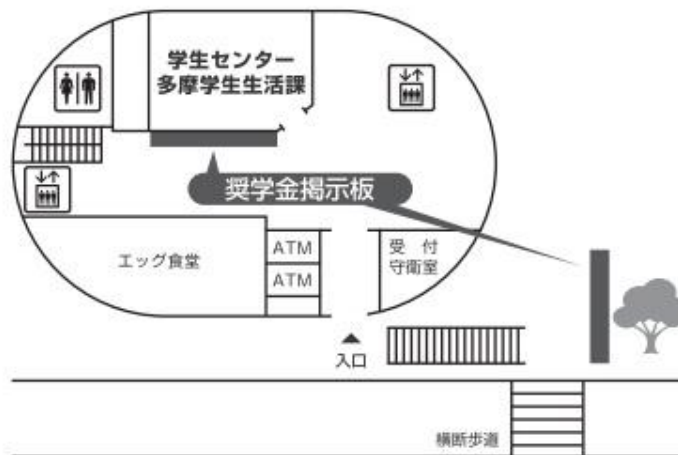 学生センター
多摩学生生活課
奨学金掲示板
エッグ食堂
ATM
ATM
受 付
守衛室
入口
横断歩道